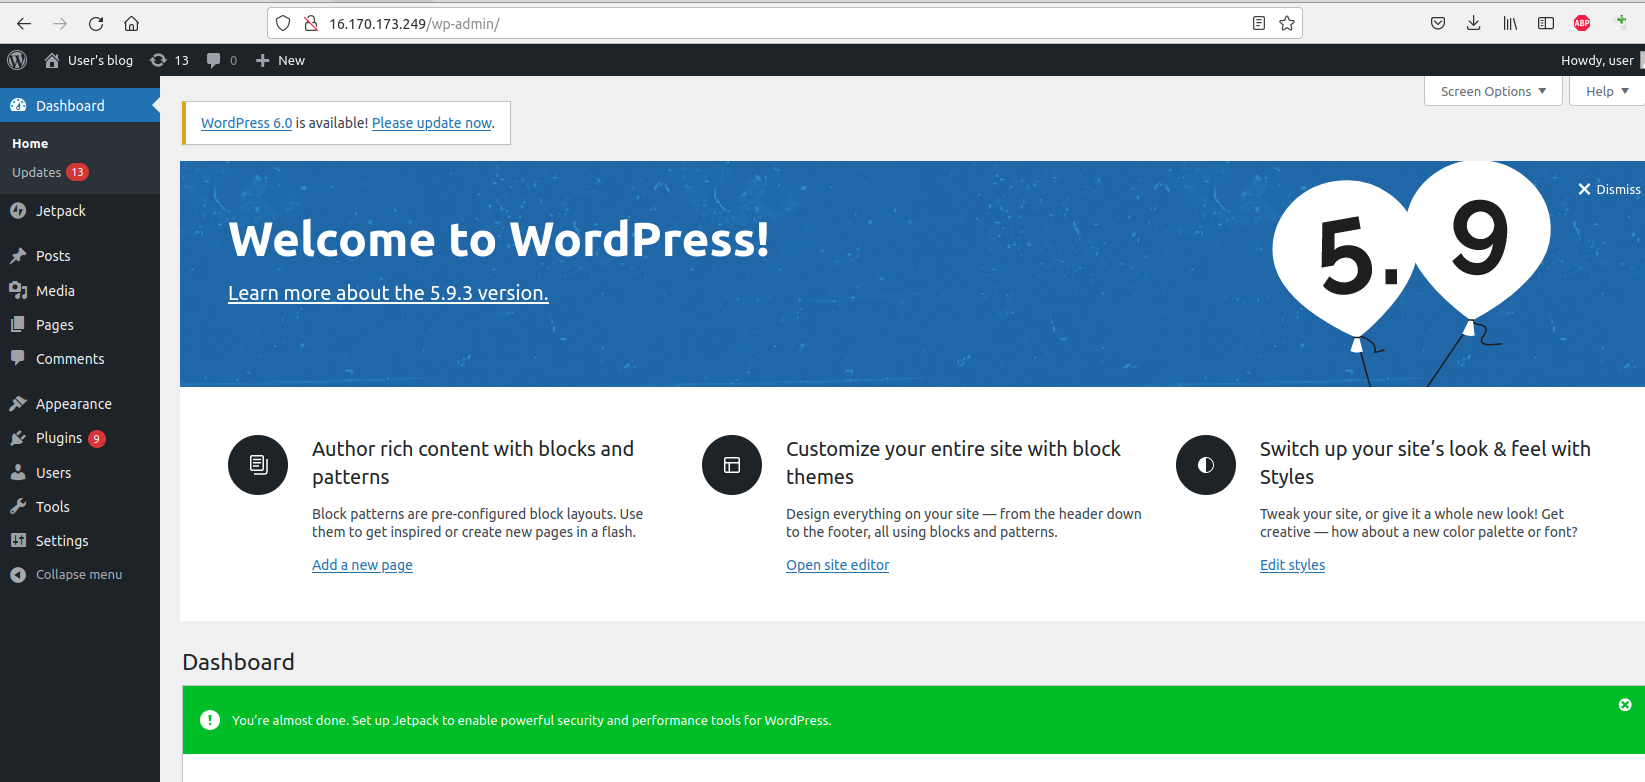 16.170.173.249/wp-admin/
ABP
User's blog 13 0 New
Howdy, user
Dashboard
Home
Updates 13
Jetpack
Posts
Media
Pages
Comments
Appearance
Plugins 9
Users
Tools
Settings
Collapse menu
Screen Options Help
WordPress 6.0 is available! Please update now.
Dismiss
Welcome to WordPress!
Learn more about the 5.9.3 version.
5.9
Author rich content with blocks and
patterns
Block patterns are pre-configured block layouts. Use
them to get inspired or create new pages in a flash.
Add a new page
Customize your entire site with block
themes
Design everything on your site — from the header down
to the footer, all using blocks and patterns.
Open site editor
Switch up your site’s look & feel with
Styles
Tweak your site, or give it a whole new look! Get
creative — how about a new color palette or font?
Edit styles
Dashboard
You’re almost done. Set up Jetpack to enable powerful security and performance tools for WordPress.